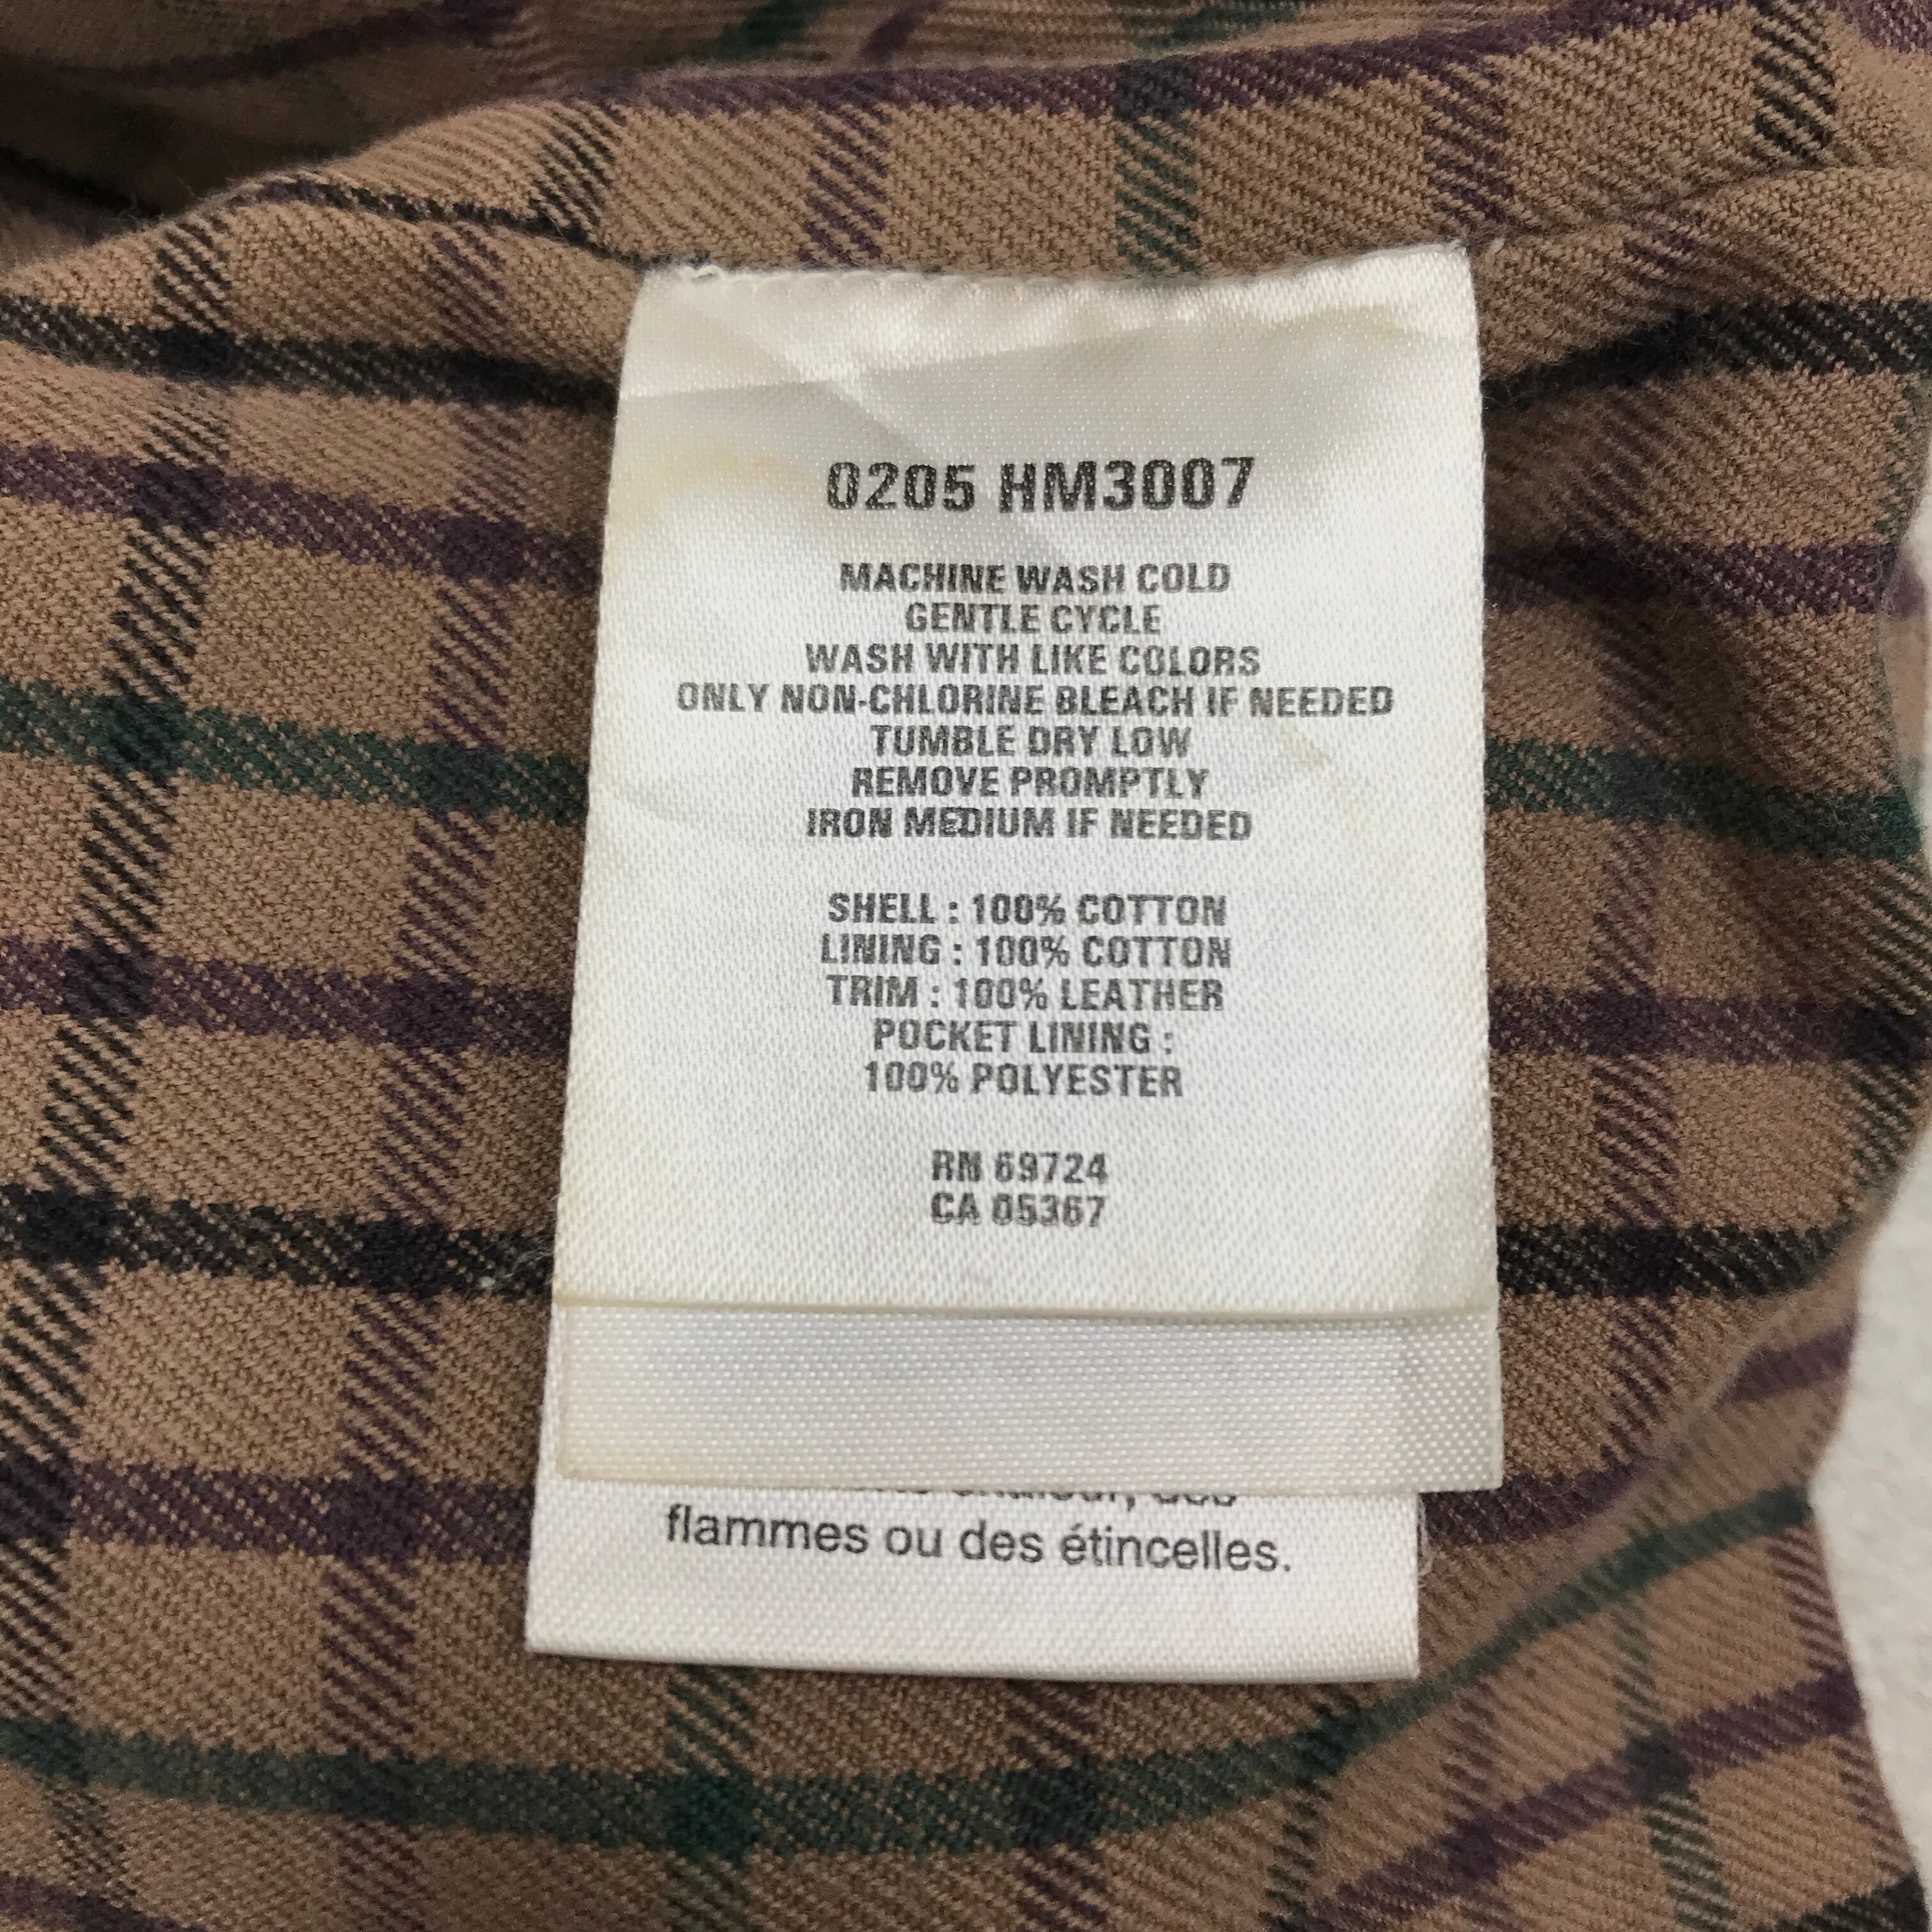 0205 HM3007
MACHINE WASH COLD
GENTLE CYCLE
WASH WITH LIKE COLORS
ONLY NON-CHLORINE BLEACH IF NEEDED
TUMBLE DRY LOW
REMOVE PROMPTLY
IRON MEDIUM IF NEEDED
SHELL : 100% COTTON
LINING : 100% COTTON
TRIM : 100% LEATHER
POCKET LINING :
100% POLYESTER
RN 69724
CA 05367
flammes ou des étincelles.